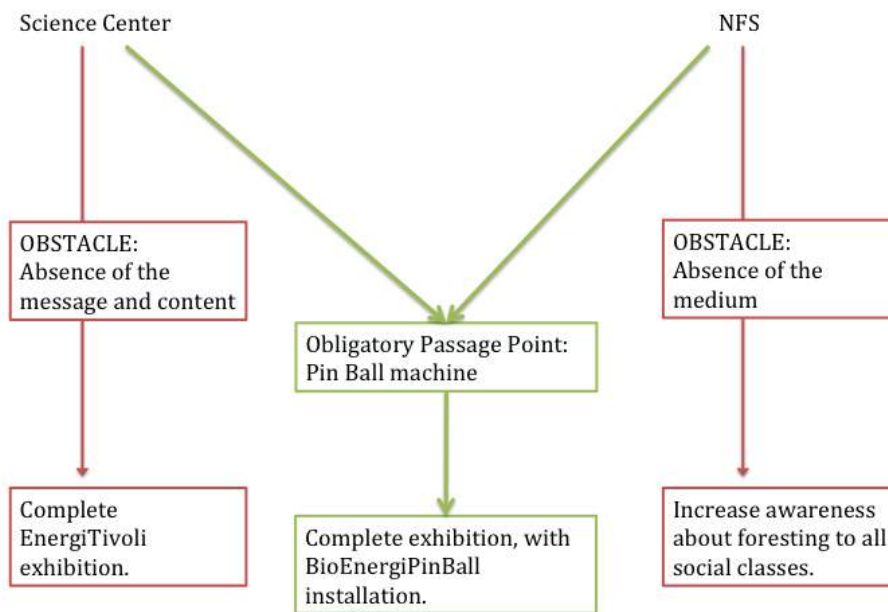 Science Center
NFS
OBSTACLE:
Absence of the
message and content
OBSTACLE:
Absence of the
medium
Obligatory Passage Point:
Pin Ball machine
Complete
EnergiTivoli
exhibition.
Complete exhibition, with
BioEnergiPinBall
installation.
Increase awareness
about foresting to all
social classes.